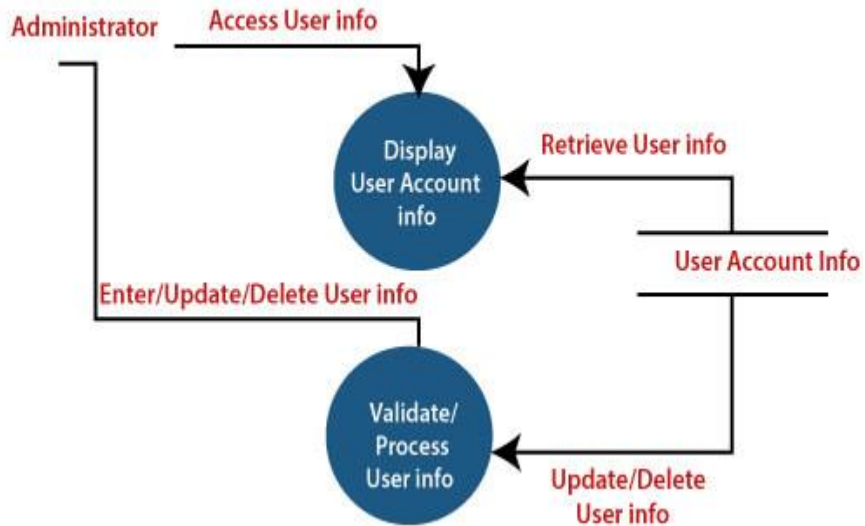 Administrator
Access User info
Display
User Account
info
Retrieve User info
User Account Info
Enter/Update/Delete User info
Validate/
Process
User info
Update/Delete
User info